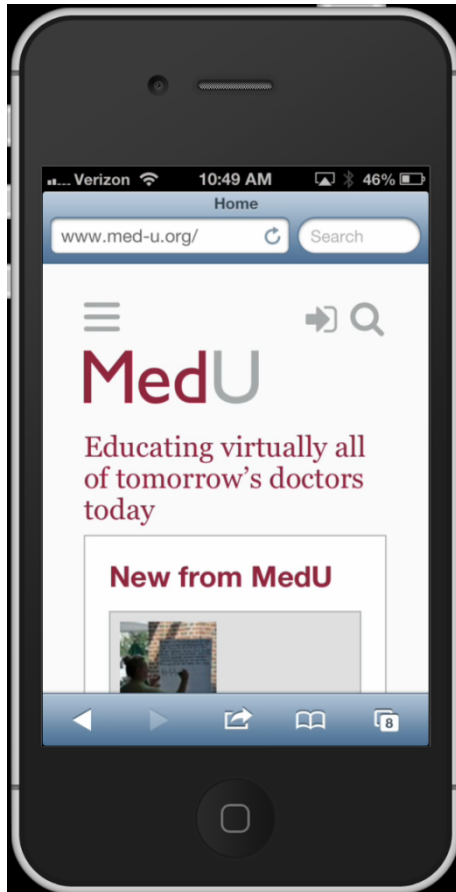 Verizon 10:49 AM 46%
Home
www.med-u.org/ Search
MedU
Educating virtually all
of tomorrow's doctors
today
New from MedU
8